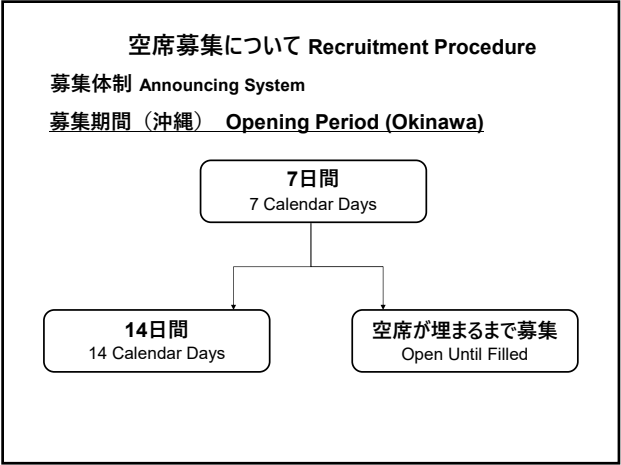 空席募集について Recruitment Procedure
募集体制 Announcing System
募集期間（沖縄） Opening Period (Okinawa)
7日間
7 Calendar Days
14日間
14 Calendar Days
空席が埋まるまで募集
Open Until Filled